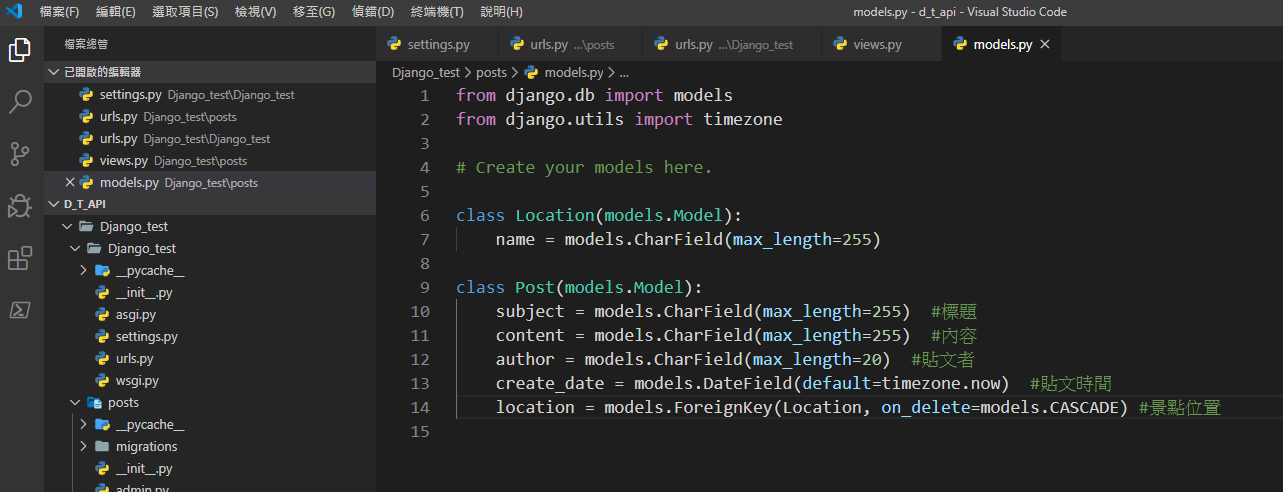 檔案(F) 編輯(E) 選取項目(S) 檢視(V) 移至(G) 偵錯(D) 終端機(T) 說明(H) models.py - d_t_api - Visual Studio Code
檔案總管
已開啟的編輯器
settings.py Django_test\Django_test
urls.py Django_test\posts
urls.py Django_test\Django_test
views.py Django_test\posts
models.py Django_test\posts
D_T_API
Django_test
Django_test
__pycache__
__init__.py
asgi.py
settings.py
urls.py
wsgi.py
posts
__pycache__
migrations
__init__.py
admin.py
settings.py urls.py ...\posts urls.py ...\Django_test views.py models.py
Django_test > posts > models.py > ...
1 from django.db import models
2 from django.utils import timezone
3
4 # Create your models here.
5
6 class Location(models.Model):
7 name = models.CharField(max_length=255)
8
9 class Post(models.Model):
10 subject = models.CharField(max_length=255) #標題
11 content = models.CharField(max_length=255) #內容
12 author = models.CharField(max_length=20) #貼文者
13 create_date = models.DateField(default=timezone.now) #貼文時間
14 location = models.ForeignKey(Location, on_delete=models.CASCADE) #景點位置
15